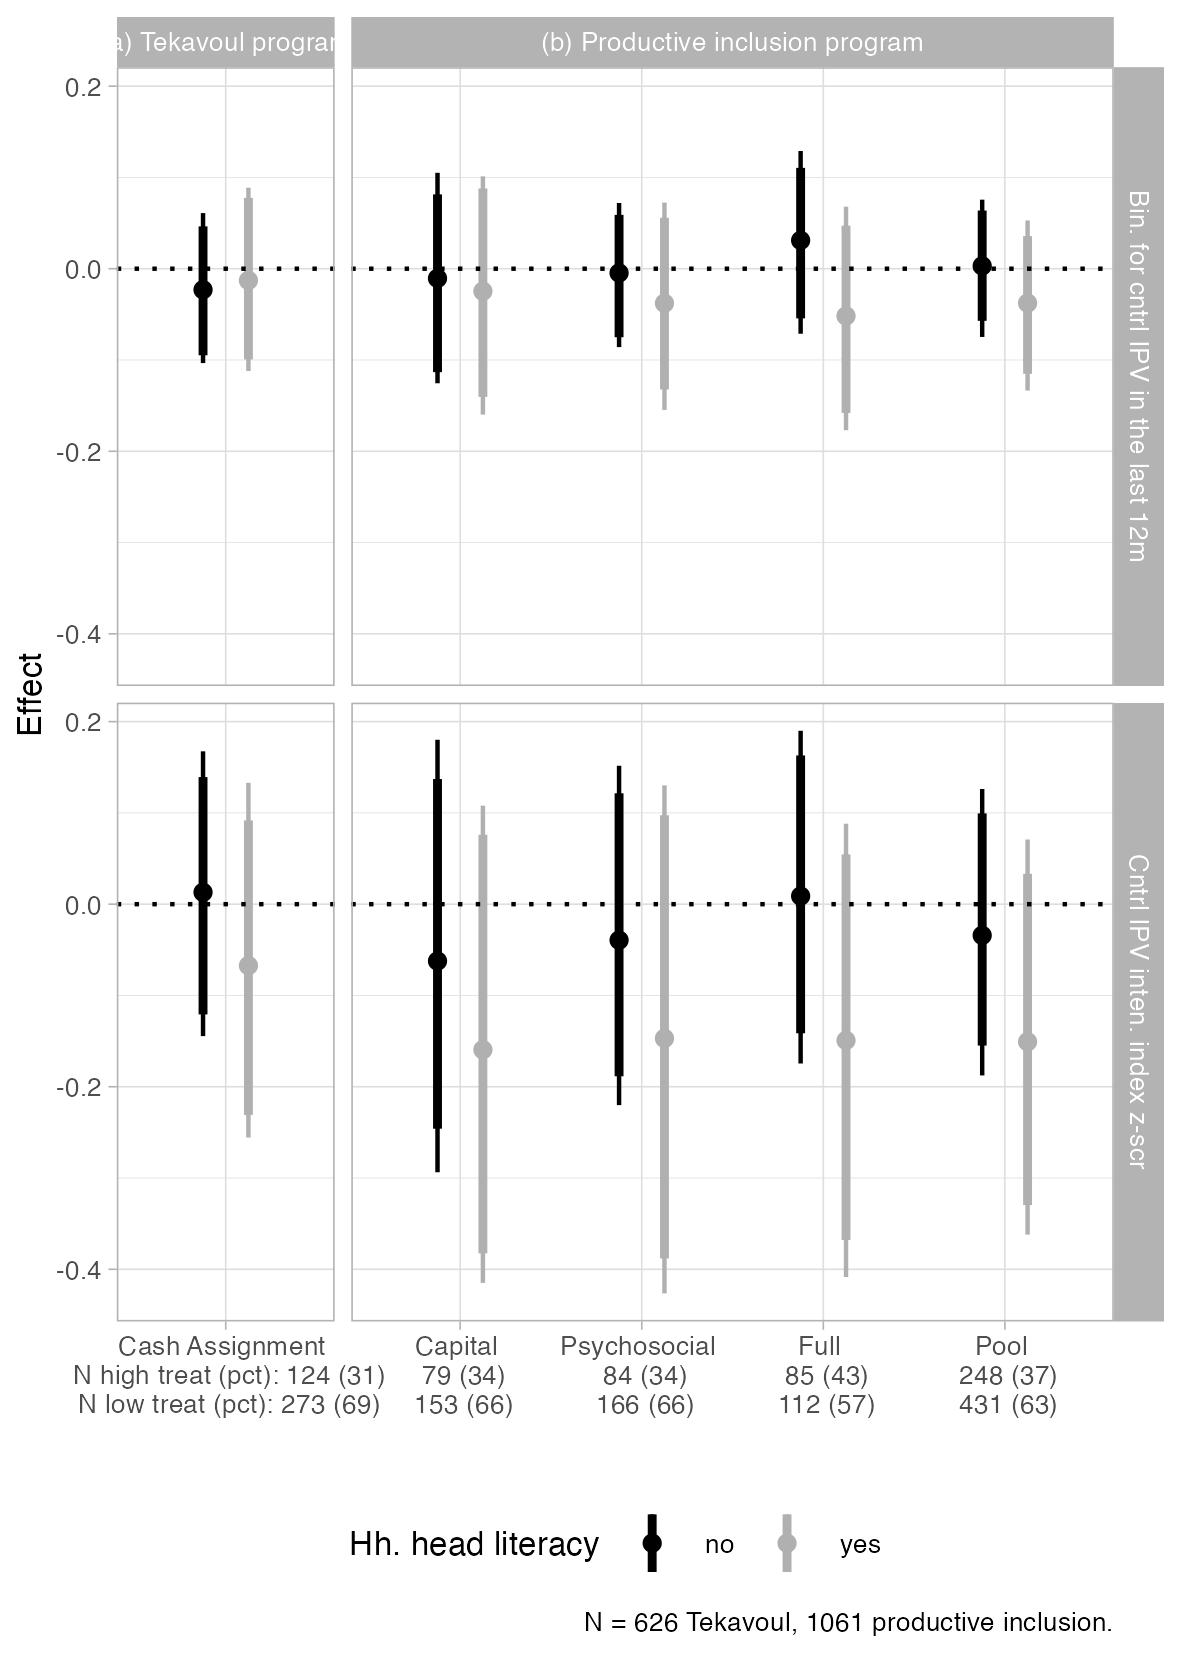 a) Tekavoul program
(b) Productive inclusion program
0.2
0.0
-0.2
-0.4
Bin. for cntrl IPV in the last 12m
Effect
0.2
0.0
-0.2
-0.4
Cntrl IPV inten. index z-scr
Cash Assignment Capital Psychosocial Full Pool
N high treat (pct): 124 (31) 79 (34) 84 (34) 85 (43) 248 (37)
N low treat (pct): 273 (69) 153 (66) 166 (66) 112 (57) 431 (63)
Hh. head literacy no yes
N = 626 Tekavoul, 1061 productive inclusion.